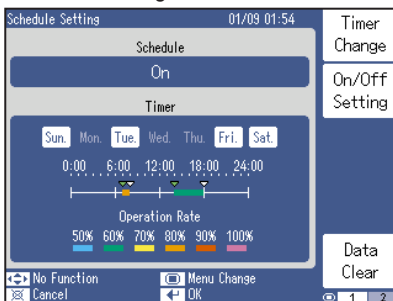 Schedule Setting 01/09 01:54
Schedule
On
Timer
Sun. Mon. Tue. Wed. Thu. Fri. Sat.
0:00 6:00 12:00 18:00 24:00
Operation Rate
50% 60% 70% 80% 90% 100%
No Function Menu Change
Cancel OK
Timer
Change
On/Off
Setting
Data
Clear
1 2